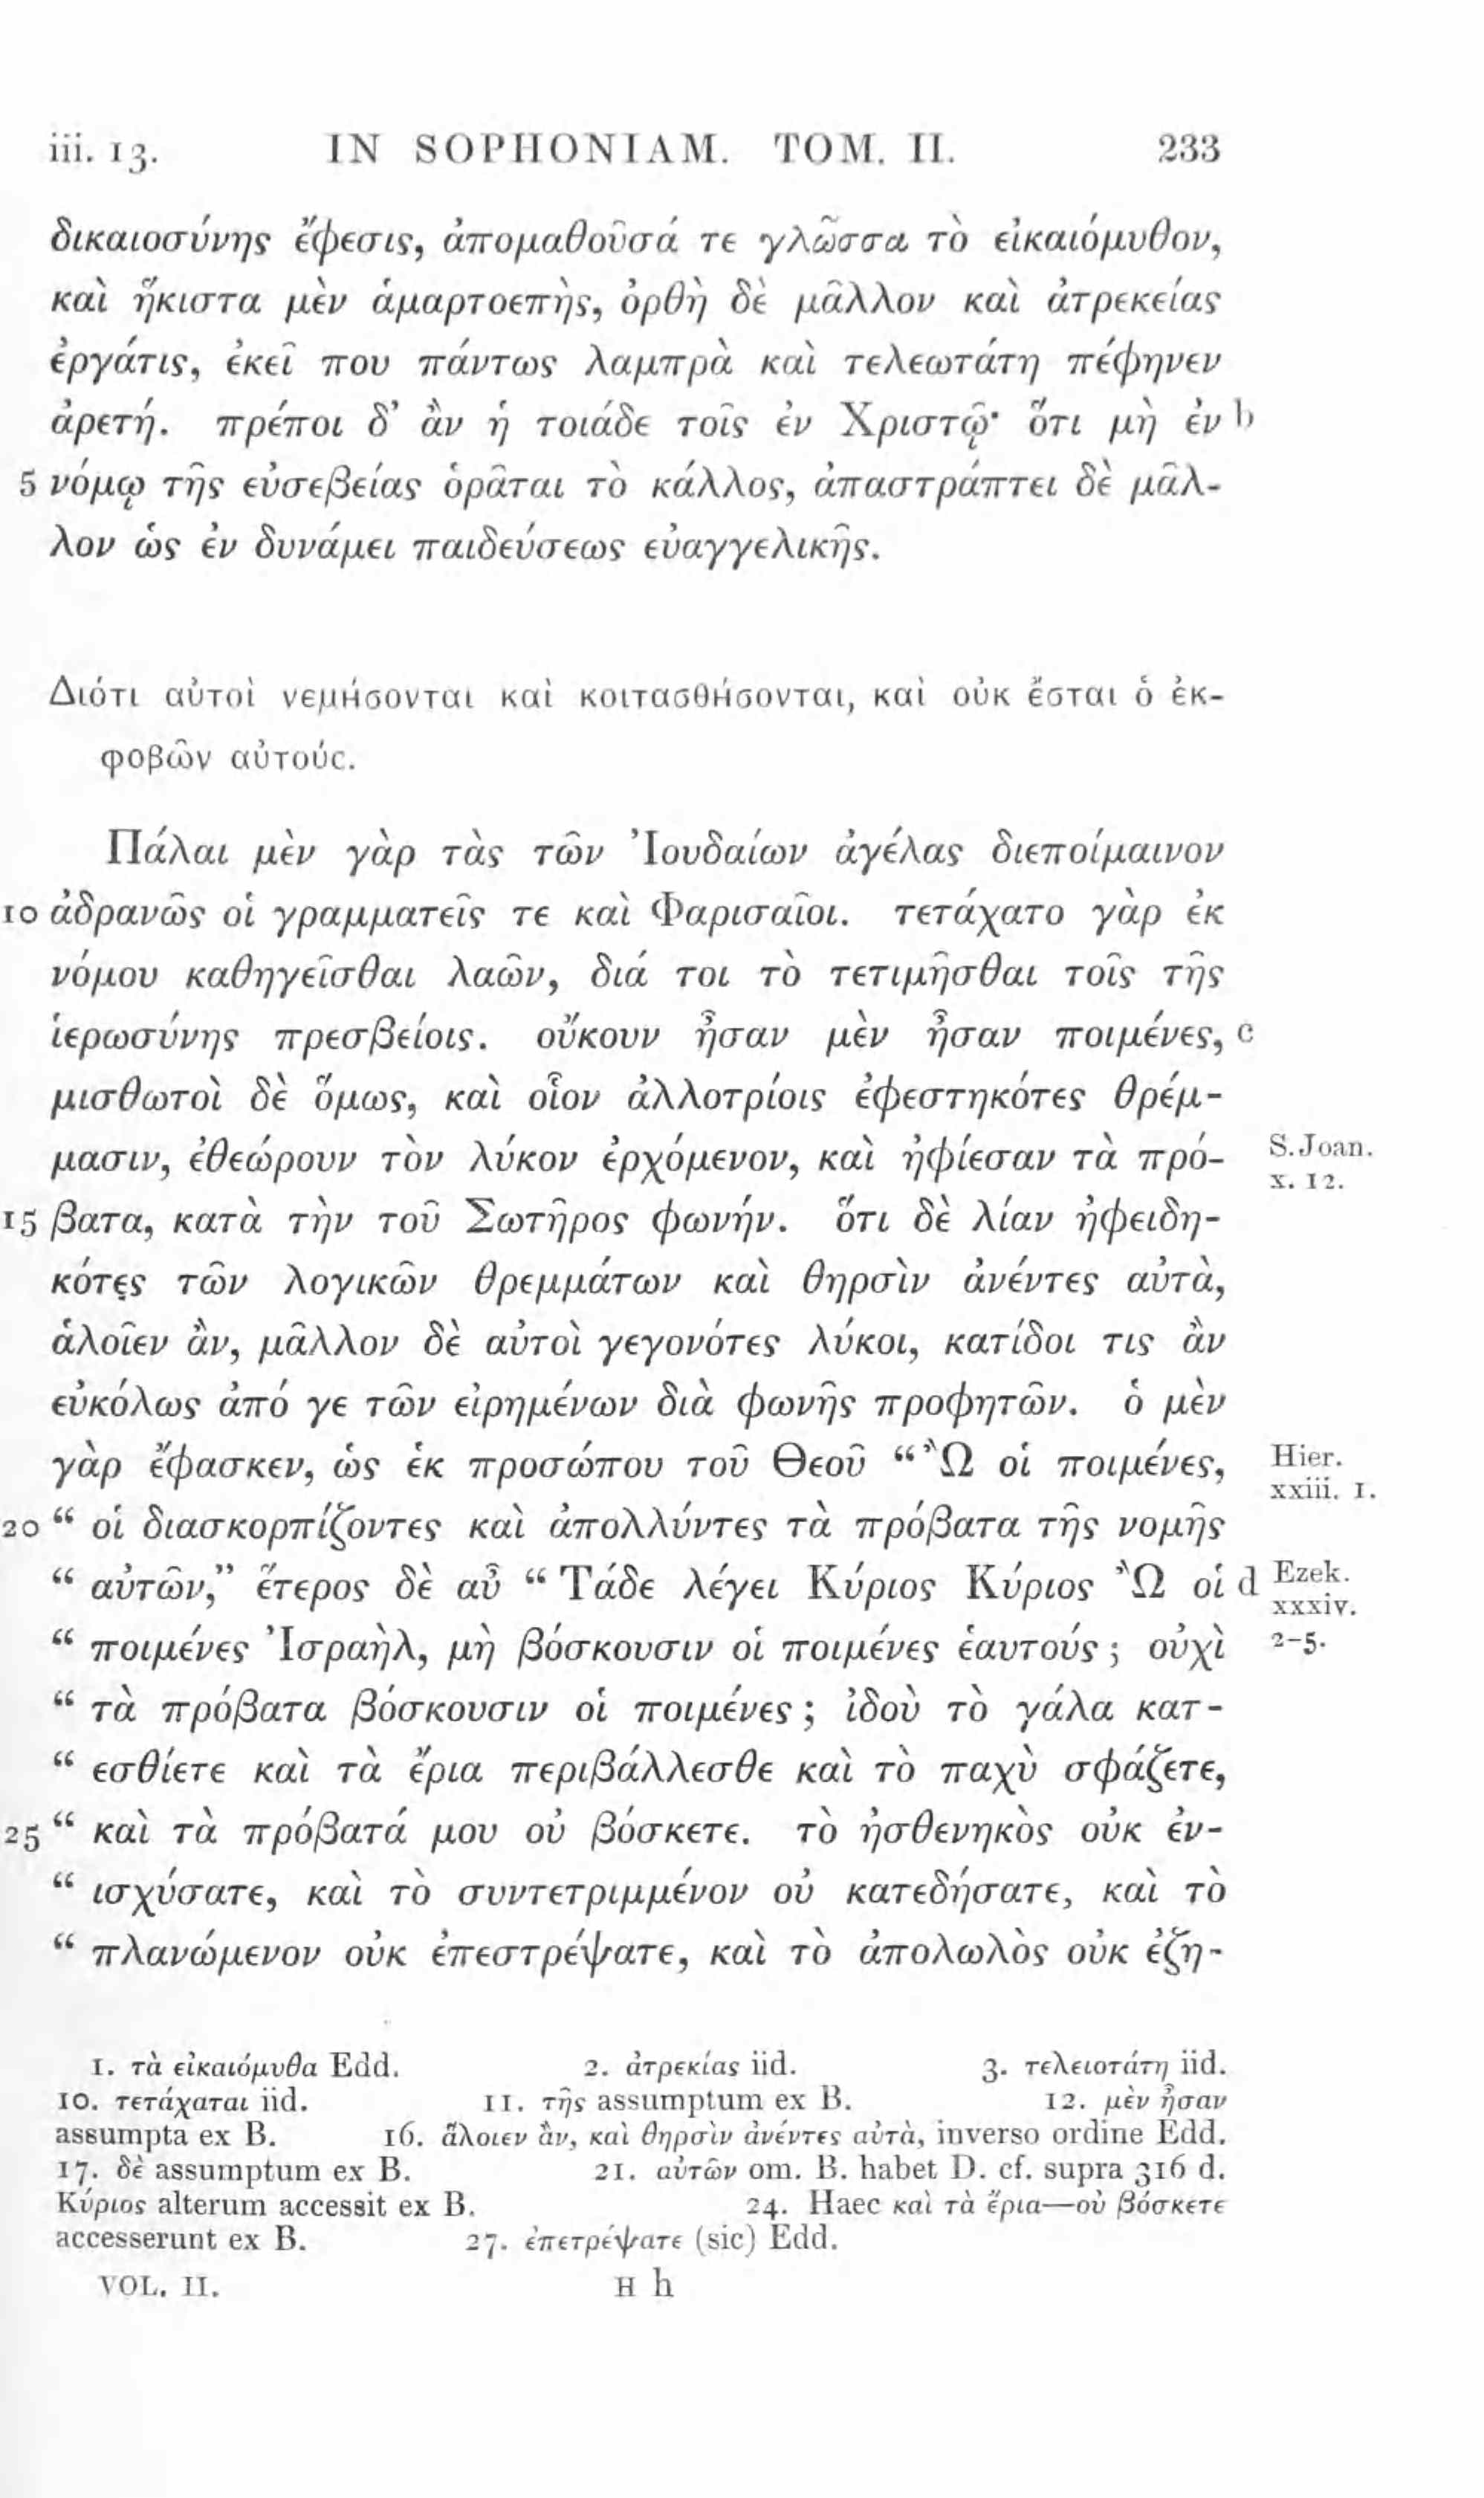 iii. 13. IN SOPHONIAM. TOM. II. 233
δικαιοσύνης ἔφεσις, ἀπομαθοῦσά τε γλῶσσα τὸ εἰκαιόμυθον,
καὶ ἥκιστα μὲν ἁμαρτοεπὴς, ὀρθὴ δὲ μᾶλλον καὶ ἀτρεκείας
ἐργάτις, ἐκεῖ που πάντως λαμπρὰ καὶ τελεωτάτη πέφηνεν
ἀρετή. πρέποι δ’ ἂν ἡ τοιάδε τοῖς ἐν Χριστῷ· ὅτι μὴ ἐν b
5 νόμῳ τῆς εὐσεβείας ὁρᾶται τὸ κάλλος, ἀπαστράπτει δὲ μᾶλ-
λον ὡς ἐν δυνάμει παιδεύσεως εὐαγγελικῆς.
Διότι αὐτοὶ νεμήσονται καὶ κοιτασθήσονται, καὶ οὐκ ἔσται ὁ ἐκ-
φοβῶν αὐτούς.
Πάλαι μὲν γὰρ τὰς τῶν Ἰουδαίων ἀγέλας διεποίμαινον
10 ἀδρανῶς οἱ γραμματεῖς τε καὶ Φαρισαῖοι. τετάχατο γὰρ ἐκ
νόμου καθηγεῖσθαι λαῶν, διά τοι τὸ τετιμῆσθαι τοῖς τῆς
ἱερωσύνης πρεσβείοις. οὔκουν ἦσαν μὲν ἦσαν ποιμένες, c
μισθωτοὶ δὲ ὅμως, καὶ οἷον ἀλλοτρίοις ἐφεστηκότες θρέμ-
μασιν, ἐθεώρουν τὸν λύκον ἐρχόμενον, καὶ ἠφίεσαν τὰ πρό- S. Joan.
x. 12.
15 βατα, κατὰ τὴν τοῦ Σωτῆρος φωνήν. ὅτι δὲ λίαν ἠφειδη-
κότες τῶν λογικῶν θρεμμάτων καὶ θηρσὶν ἀνέντες αὐτὰ,
ἁλοῖεν ἂν, μᾶλλον δὲ αὐτοὶ γεγονότες λύκοι, κατίδοι τις ἂν
εὐκόλως ἀπό γε τῶν εἰρημένων διὰ φωνῆς προφητῶν. ὁ μὲν
γὰρ ἔφασκεν, ὡς ἐκ προσώπου τοῦ Θεοῦ “Ὢ οἱ ποιμένες, Hier.
xxiii. 1.
20 “ οἱ διασκορπίζοντες καὶ ἀπολλύντες τὰ πρόβατα τῆς νομῆς
“ αὐτῶν,” ἕτερος δὲ αὖ “ Τάδε λέγει Κύριος Κύριος Ὢ οἱ d Ezek.
xxxiv.
“ ποιμένες Ἰσραὴλ, μὴ βόσκουσιν οἱ ποιμένες ἑαυτούς ; οὐχὶ 2-5.
“ τὰ πρόβατα βόσκουσιν οἱ ποιμένες ; ἰδοὺ τὸ γάλα κατ-
“ εσθίετε καὶ τὰ ἔρια περιβάλλεσθε καὶ τὸ παχὺ σφάζετε,
25 “ καὶ τὰ πρόβατά μου οὐ βόσκετε. τὸ ἠσθενηκὸς οὐκ ἐν-
“ ισχύσατε, καὶ τὸ συντετριμμένον οὐ κατεδήσατε, καὶ τὸ
“ πλανώμενον οὐκ ἐπεστρέψατε, καὶ τὸ ἀπολωλὸς οὐκ ἐζη-
1. τὰ εἰκαιόμυθα Edd. 2. ἀτρεκίας iid. 3. τελειοτάτη iid.
10. τετάχαται iid. 11. τῆς assumptum ex B. 12. μὲν ἦσαν
assumpta ex B. 16. ἅλοιεν ἂν, καὶ θηρσὶν ἀνέντες αὐτὰ, inverso ordine Edd.
17. δὲ assumptum ex B. 21. αὐτῶν om. B. habet D. cf. supra 316 d.
Κύριος alterum accessit ex B. 24. Haec καὶ τὰ ἔρια—οὐ βόσκετε
accesserunt ex B. 27. ἐπετρέψατε (sic) Edd.
VOL. II. H h